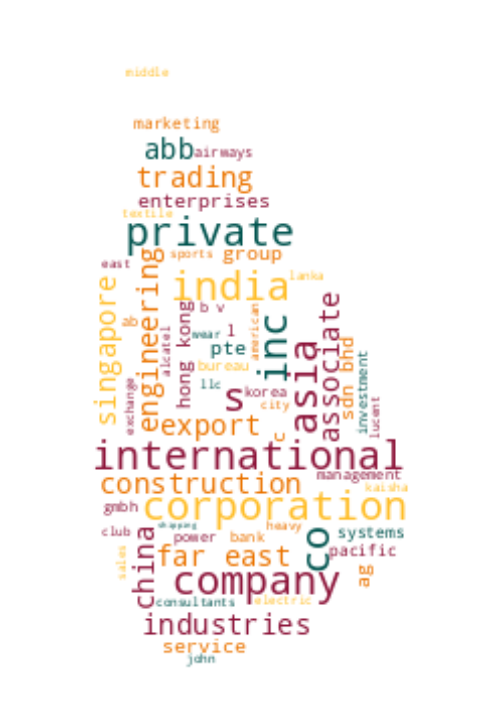 middle
marketing
abb airways
trading
enterprises
textile
private
east sports group
india lanka
singapore
engineering
ab
alcatel
hong kong
b v
wear l
pte
american
inc
asia
associate
sdn bhd
investment
lucent
bureau
llc
s korea
city
exchange
export c
international
construction management
kaisha
gmbh corporation
club shipping heavy
power bank co systems
sales
china
far east pacific
ag
company
consultants electric
industries
service
john